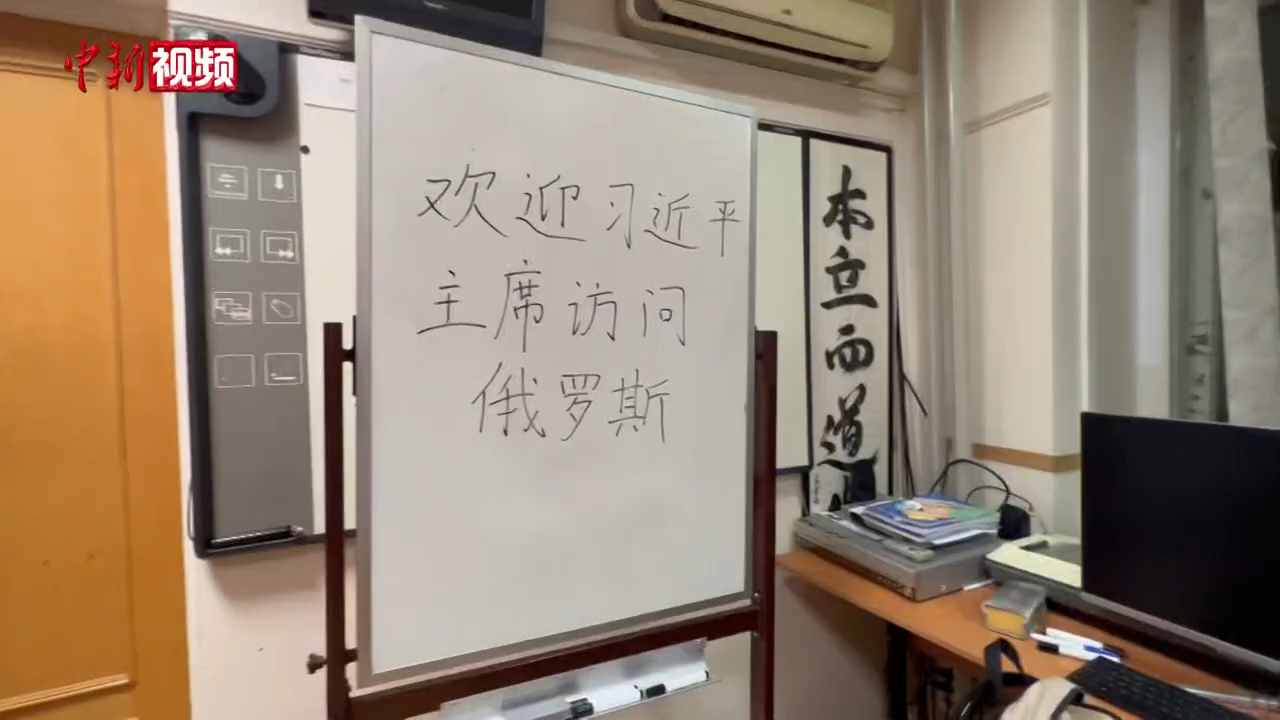 中新视频
欢迎习近平
主席访问
俄罗斯
本立而道